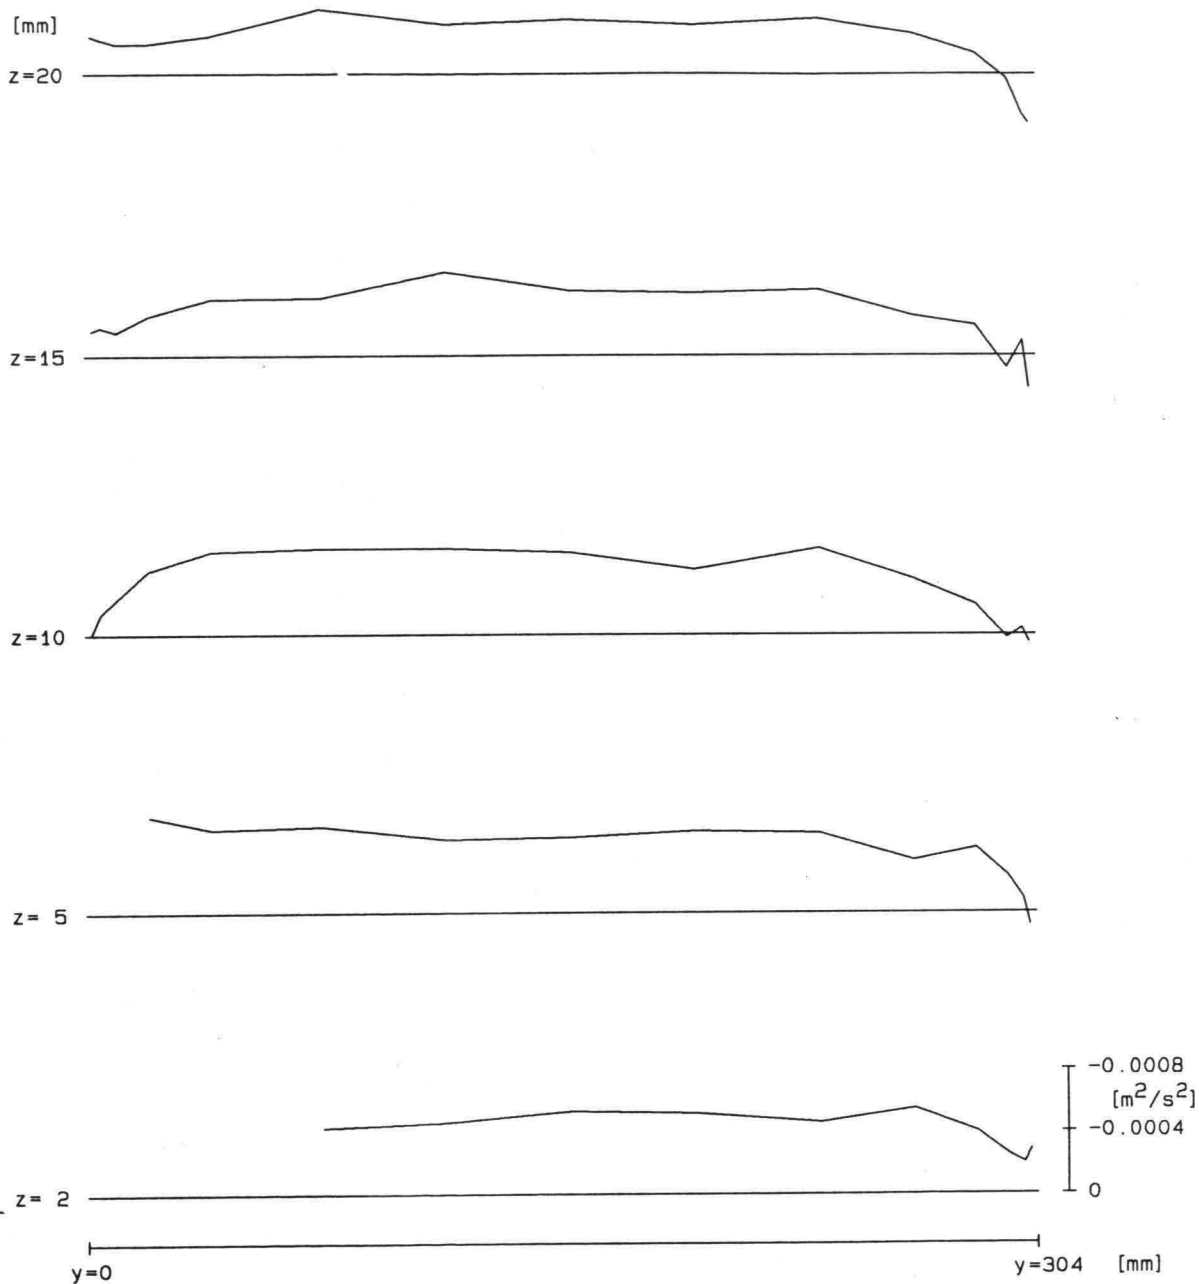 [mm]
z=20
z=15
z=10
z= 5
-0.0008
[m²/s²]
-0.0004
0
z= 2
y=0
y=304 [mm]